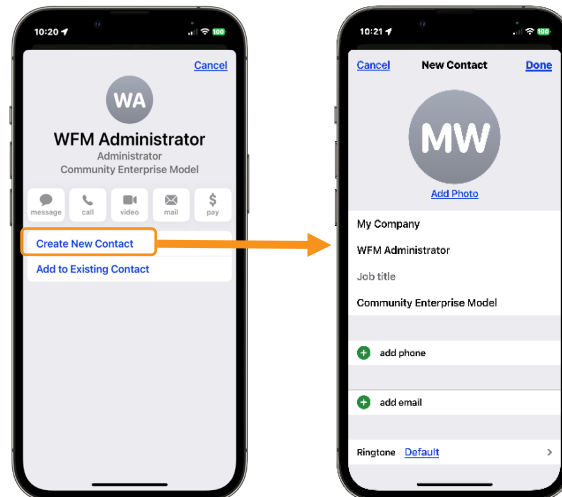 10:20
100
Cancel
WA
WFM Administrator
Administrator
Community Enterprise Model
message
call
video
mail
$
pay
Create New Contact
Add to Existing Contact
10:21
100
Cancel
New Contact
Done
MW
Add Photo
My Company
WFM Administrator
Job title
Community Enterprise Model
add phone
add email
Ringtone Default